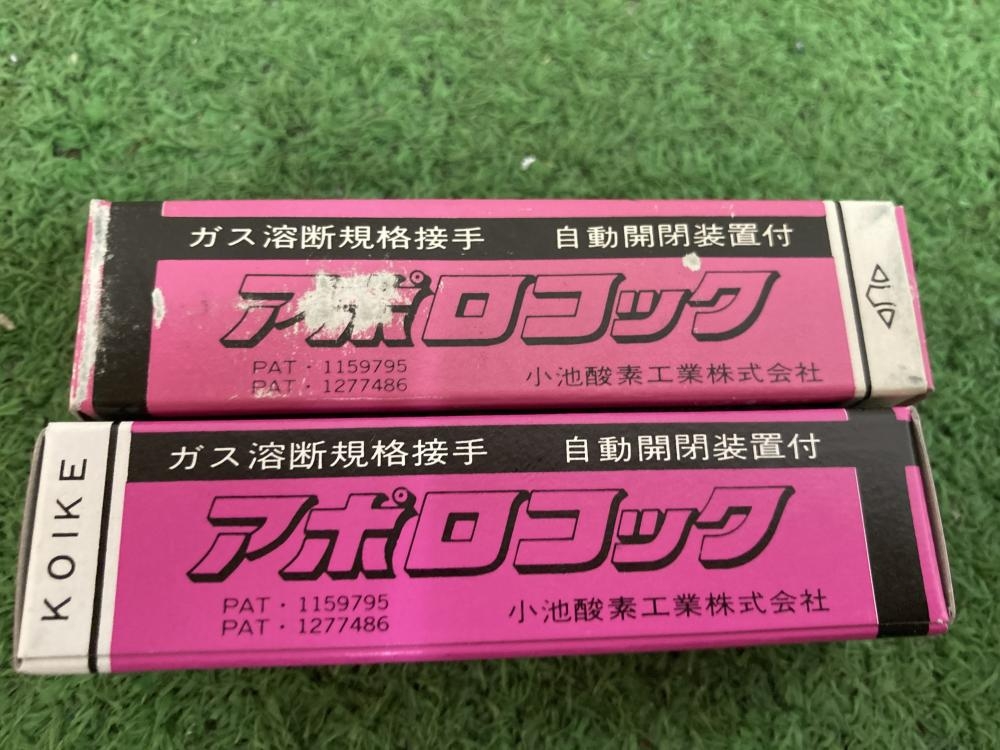 ガス溶断規格接手 自動開閉装置付
アポロコック
PAT・1159795
PAT・1277486
小池酸素工業株式会社
KOIKE
ガス溶断規格接手 自動開閉装置付
アポロコック
PAT・1159795
PAT・1277486
小池酸素工業株式会社